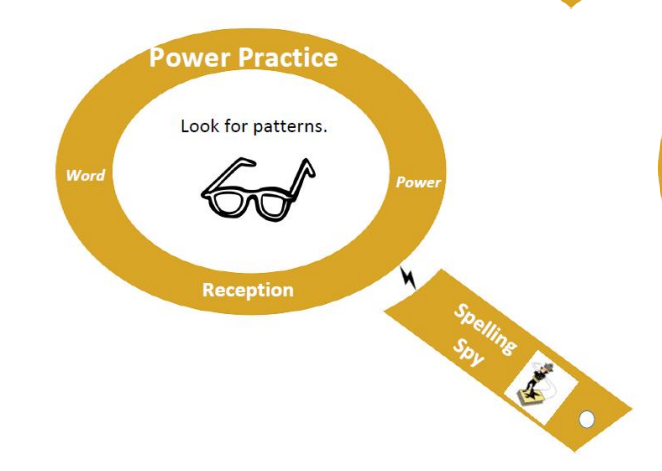 Power Practice
Look for patterns.
Word
Power
Reception
Spelling
Spy